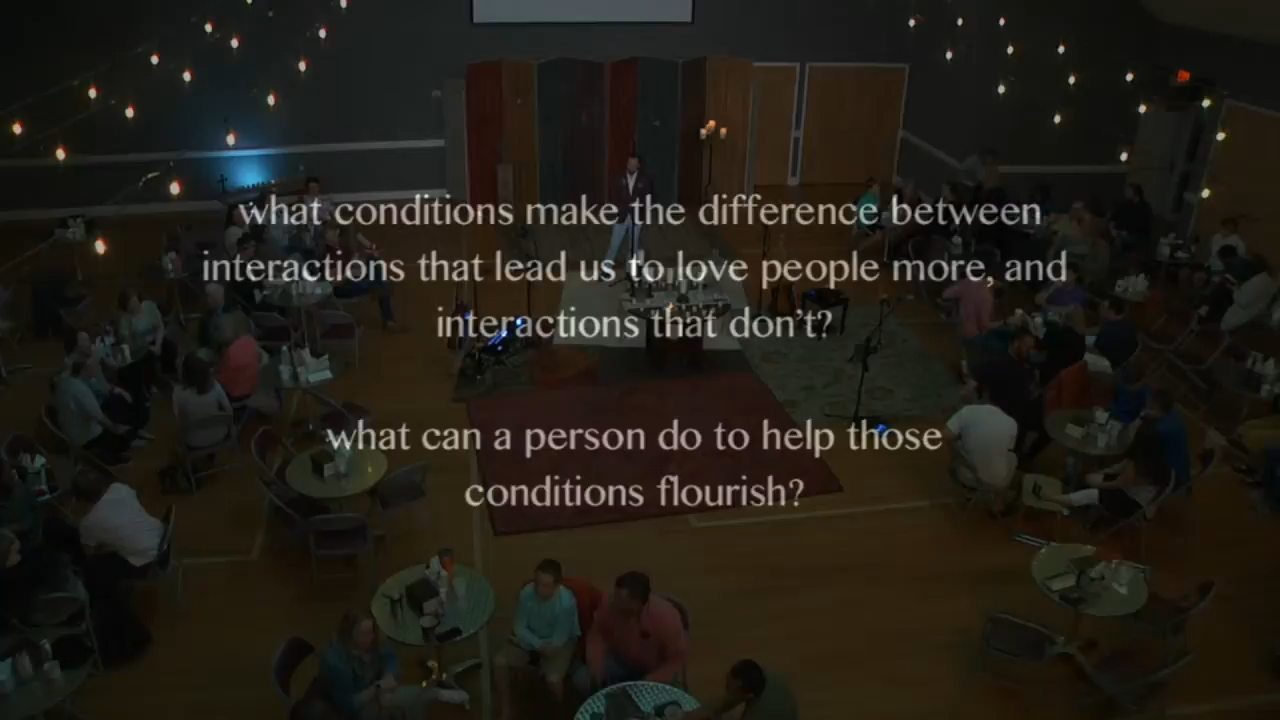 what conditions make the difference between
interactions that lead us to love people more, and
interactions that don't?
what can a person do to help those
conditions flourish?